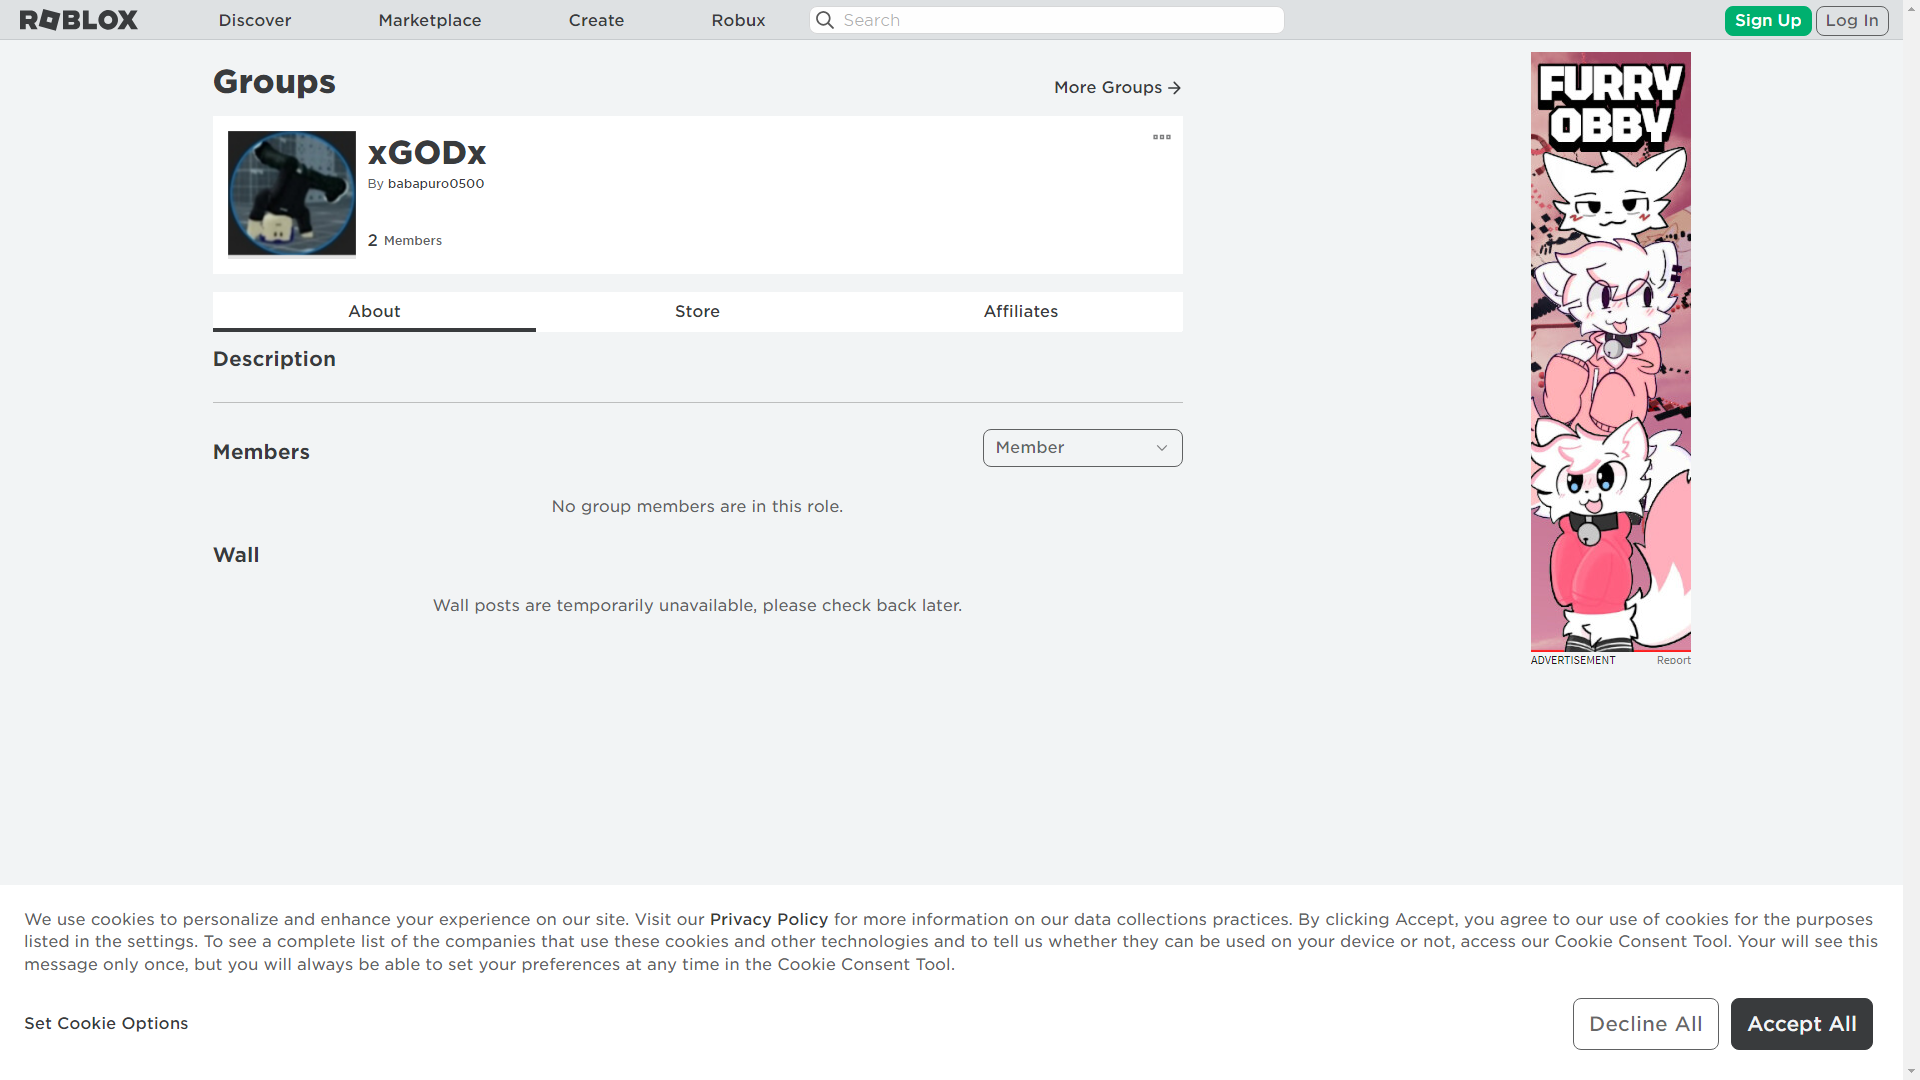 ROBLOX
Discover
Marketplace
Create
Robux
Search
Sign Up
Log In
Groups
More Groups
xGODx
By babapuro0500
2 Members
About
Store
Affiliates
Description
Members
Member
No group members are in this role.
Wall
Wall posts are temporarily unavailable, please check back later.
FURRY
OBBY
ADVERTISEMENT
Report
We use cookies to personalize and enhance your experience on our site. Visit our Privacy Policy for more information on our data collections practices. By clicking Accept, you agree to our use of cookies for the purposes
listed in the settings. To see a complete list of the companies that use these cookies and other technologies and to tell us whether they can be used on your device or not, access our Cookie Consent Tool. Your will see this
message only once, but you will always be able to set your preferences at any time in the Cookie Consent Tool.
Set Cookie Options
Decline All
Accept All